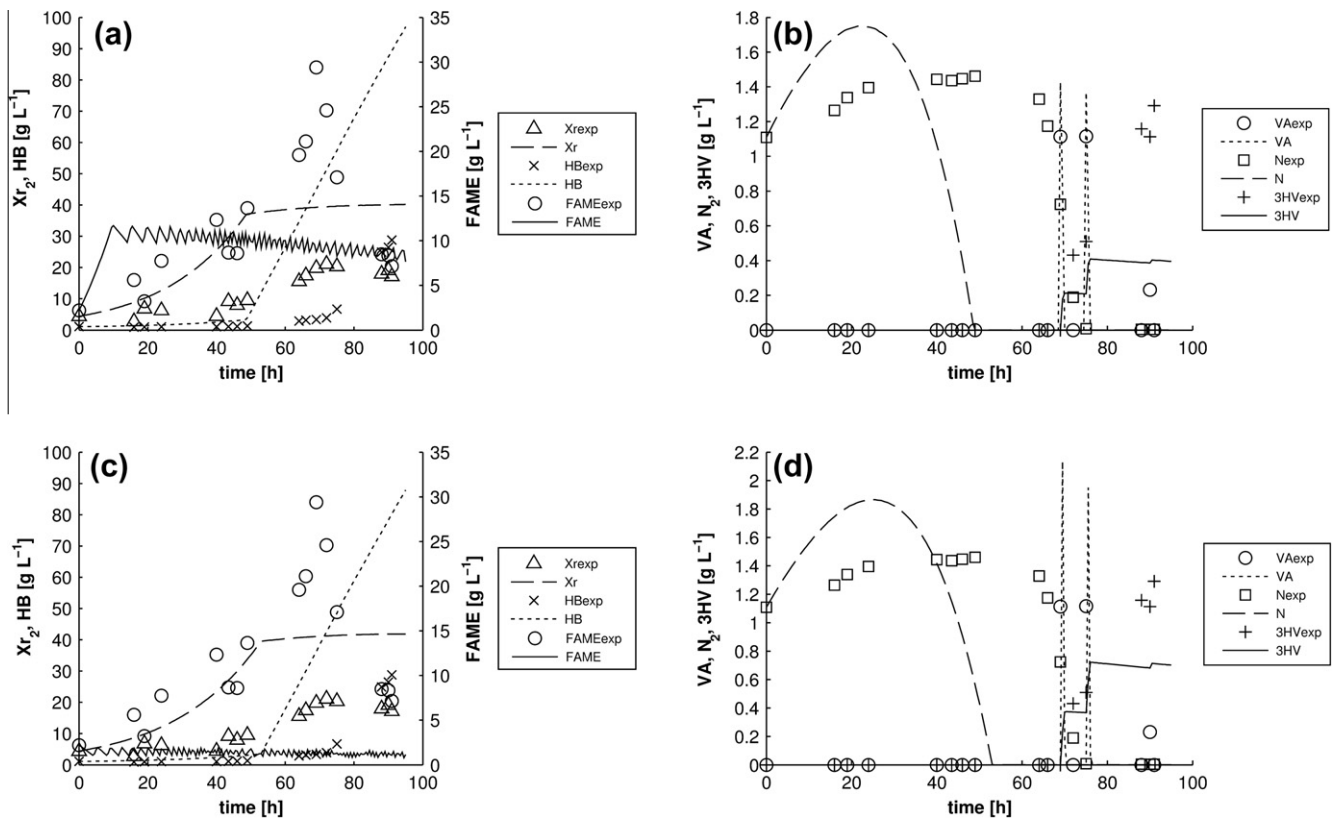 (a)
100
90
80
70
60
50
40
30
20
10
0
Xr₂, HB [g L⁻¹]
35
30
25
20
15
10
5
0
FAME [g L⁻¹]
0 20 40 60 80 100
time [h]
Xrexp
Xr
HBexp
HB
FAMEexp
FAME
(b)
1.8
1.6
1.4
1.2
1
0.8
0.6
0.4
0.2
0
VA, N₂, 3HV [g L⁻¹]
0 20 40 60 80 100
time [h]
VAexp
VA
Nexp
N
3HVexp
3HV
(c)
100
90
80
70
60
50
40
30
20
10
0
Xr₂, HB [g L⁻¹]
35
30
25
20
15
10
5
0
FAME [g L⁻¹]
0 20 40 60 80 100
time [h]
Xrexp
Xr
HBexp
HB
FAMEexp
FAME
(d)
2.2
2
1.8
1.6
1.4
1.2
1
0.8
0.6
0.4
0.2
0
VA, N₂, 3HV [g L⁻¹]
0 20 40 60 80 100
time [h]
VAexp
VA
Nexp
N
3HVexp
3HV